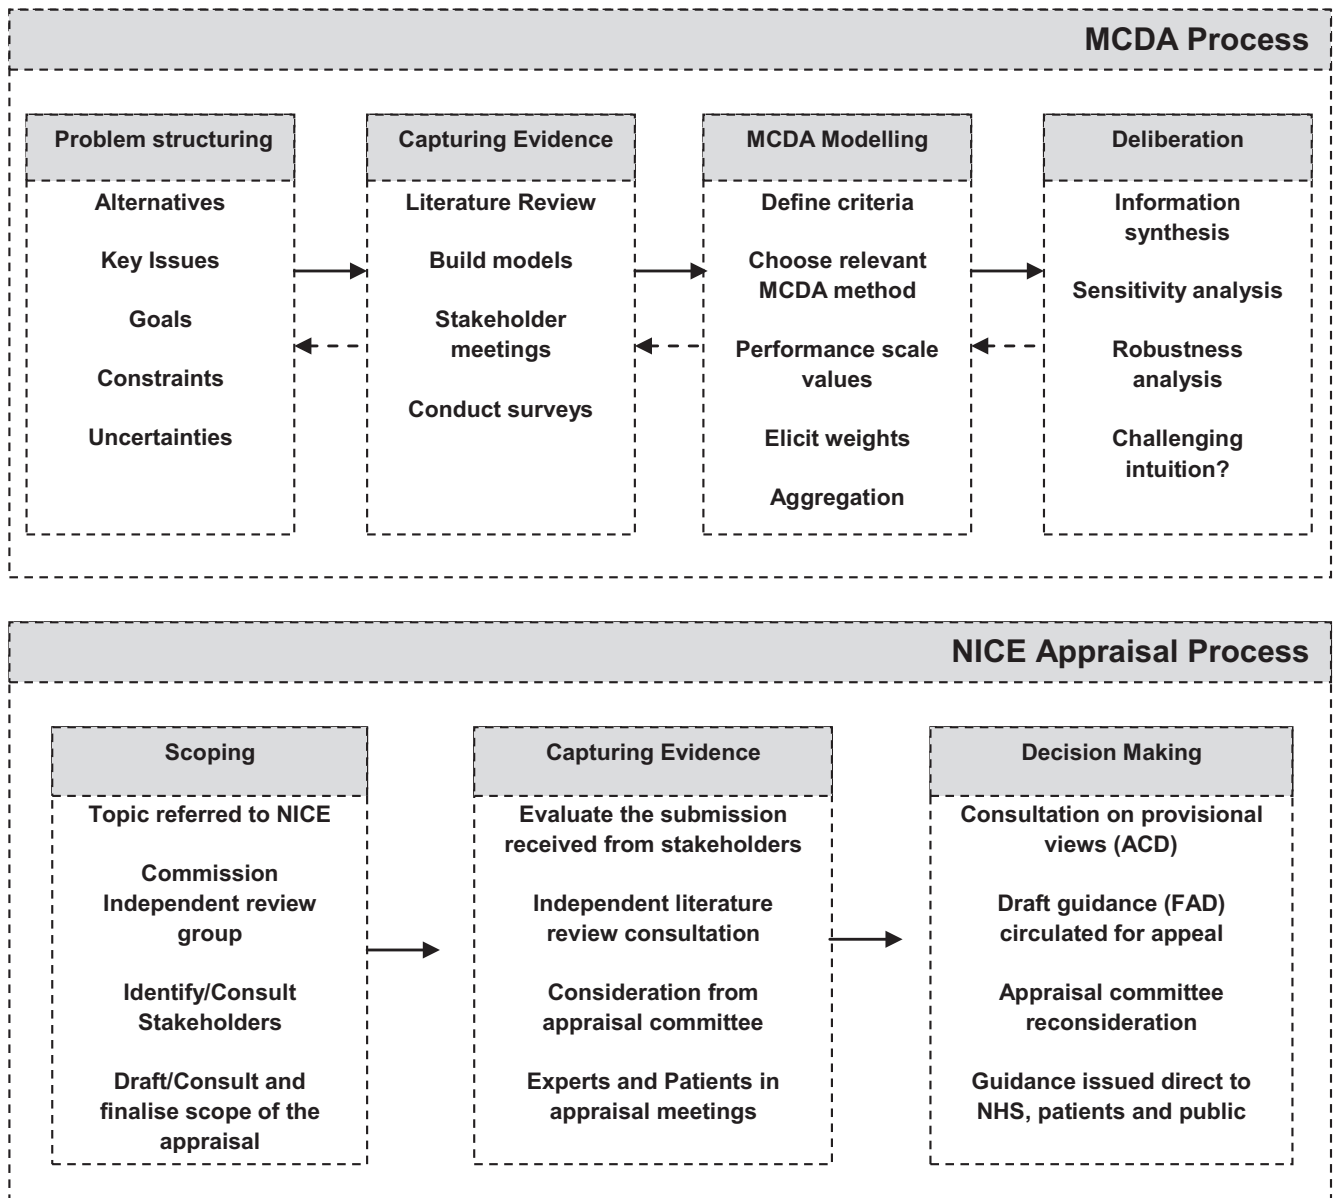 MCDA Process
Problem structuring
Alternatives
Key Issues
Goals
Constraints
Uncertainties
Capturing Evidence
Literature Review
Build models
Stakeholder
meetings
Conduct surveys
MCDA Modelling
Define criteria
Choose relevant
MCDA method
Performance scale
values
Elicit weights
Aggregation
Deliberation
Information
synthesis
Sensitivity analysis
Robustness
analysis
Challenging
intuition?
NICE Appraisal Process
Scoping
Topic referred to NICE
Commission
Independent review
group
Identify/Consult
Stakeholders
Draft/Consult and
finalise scope of the
appraisal
Capturing Evidence
Evaluate the submission
received from stakeholders
Independent literature
review consultation
Consideration from
appraisal committee
Experts and Patients in
appraisal meetings
Decision Making
Consultation on provisional
views (ACD)
Draft guidance (FAD)
circulated for appeal
Appraisal committee
reconsideration
Guidance issued direct to
NHS, patients and public